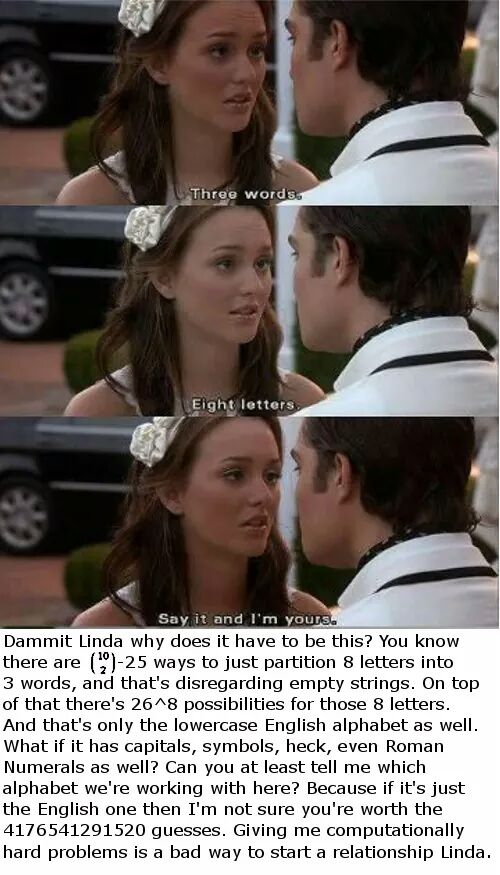 Three words.
Eight letters.
Say it and I'm yours.
Dammit Linda why does it have to be this? You know
there are (10 2)-25 ways to just partition 8 letters into
3 words, and that's disregarding empty strings. On top
of that there's 26^8 possibilities for those 8 letters.
And that's only the lowercase English alphabet as well.
What if it has capitals, symbols, heck, even Roman
Numerals as well? Can you at least tell me which
alphabet we're working with here? Because if it's just
the English one then I'm not sure you're worth the
4176541291520 guesses. Giving me computationally
hard problems is a bad way to start a relationship Linda.